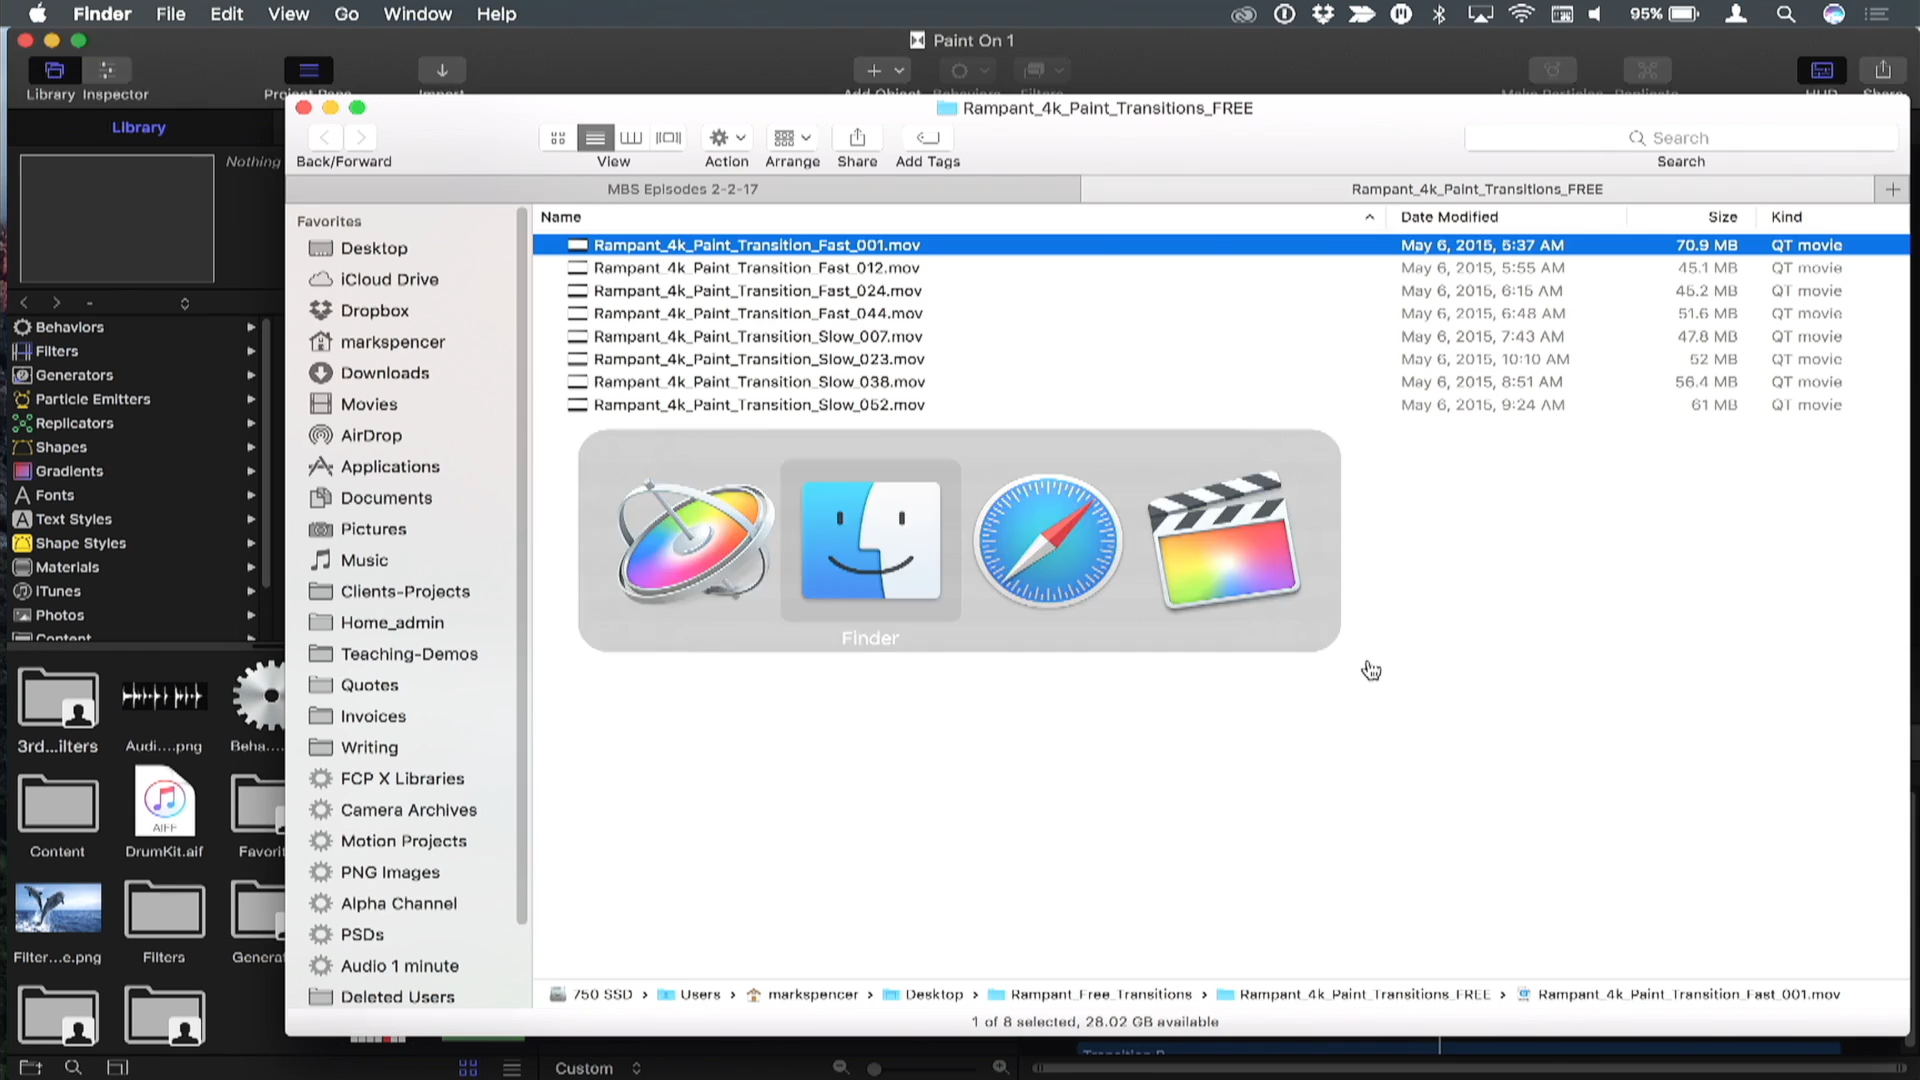 Finder File Edit View Go Window Help 95%
Paint On 1
Library Inspector
Library
Nothing
Behaviors
Filters
Generators
Particle Emitters
Replicators
Shapes
Gradients
Fonts
Text Styles
Shape Styles
Materials
iTunes
Photos
Content
3rd...ilters Audi....png Beha...
Content DrumKit.aif Favori
AIFF
Filter...e.png Filters Genera
Rampant_4k_Paint_Transitions_FREE
Back/Forward View Action Arrange Share Add Tags Search
Search
MBS Episodes 2-2-17 Rampant_4k_Paint_Transitions_FREE
Favorites
Desktop
iCloud Drive
Dropbox
markspencer
Downloads
Movies
AirDrop
Applications
Documents
Pictures
Music
Clients-Projects
Home_admin
Teaching-Demos
Quotes
Invoices
Writing
FCP X Libraries
Camera Archives
Motion Projects
PNG Images
Alpha Channel
PSDs
Audio 1 minute
Deleted Users
Name Date Modified Size Kind
Rampant_4k_Paint_Transition_Fast_001.mov May 6, 2015, 5:37 AM 70.9 MB QT movie
Rampant_4k_Paint_Transition_Fast_012.mov May 6, 2015, 5:55 AM 45.1 MB QT movie
Rampant_4k_Paint_Transition_Fast_024.mov May 6, 2015, 6:15 AM 45.2 MB QT movie
Rampant_4k_Paint_Transition_Fast_044.mov May 6, 2015, 6:48 AM 51.6 MB QT movie
Rampant_4k_Paint_Transition_Slow_007.mov May 6, 2015, 7:43 AM 47.8 MB QT movie
Rampant_4k_Paint_Transition_Slow_023.mov May 6, 2015, 10:10 AM 52 MB QT movie
Rampant_4k_Paint_Transition_Slow_038.mov May 6, 2015, 8:51 AM 56.4 MB QT movie
Rampant_4k_Paint_Transition_Slow_052.mov May 6, 2015, 9:24 AM 61 MB QT movie
Finder
750 SSD › Users › markspencer › Desktop › Rampant_Free_Transitions › Rampant_4k_Paint_Transitions_FREE › Rampant_4k_Paint_Transition_Fast_001.mov
1 of 8 selected, 28.02 GB available
Custom